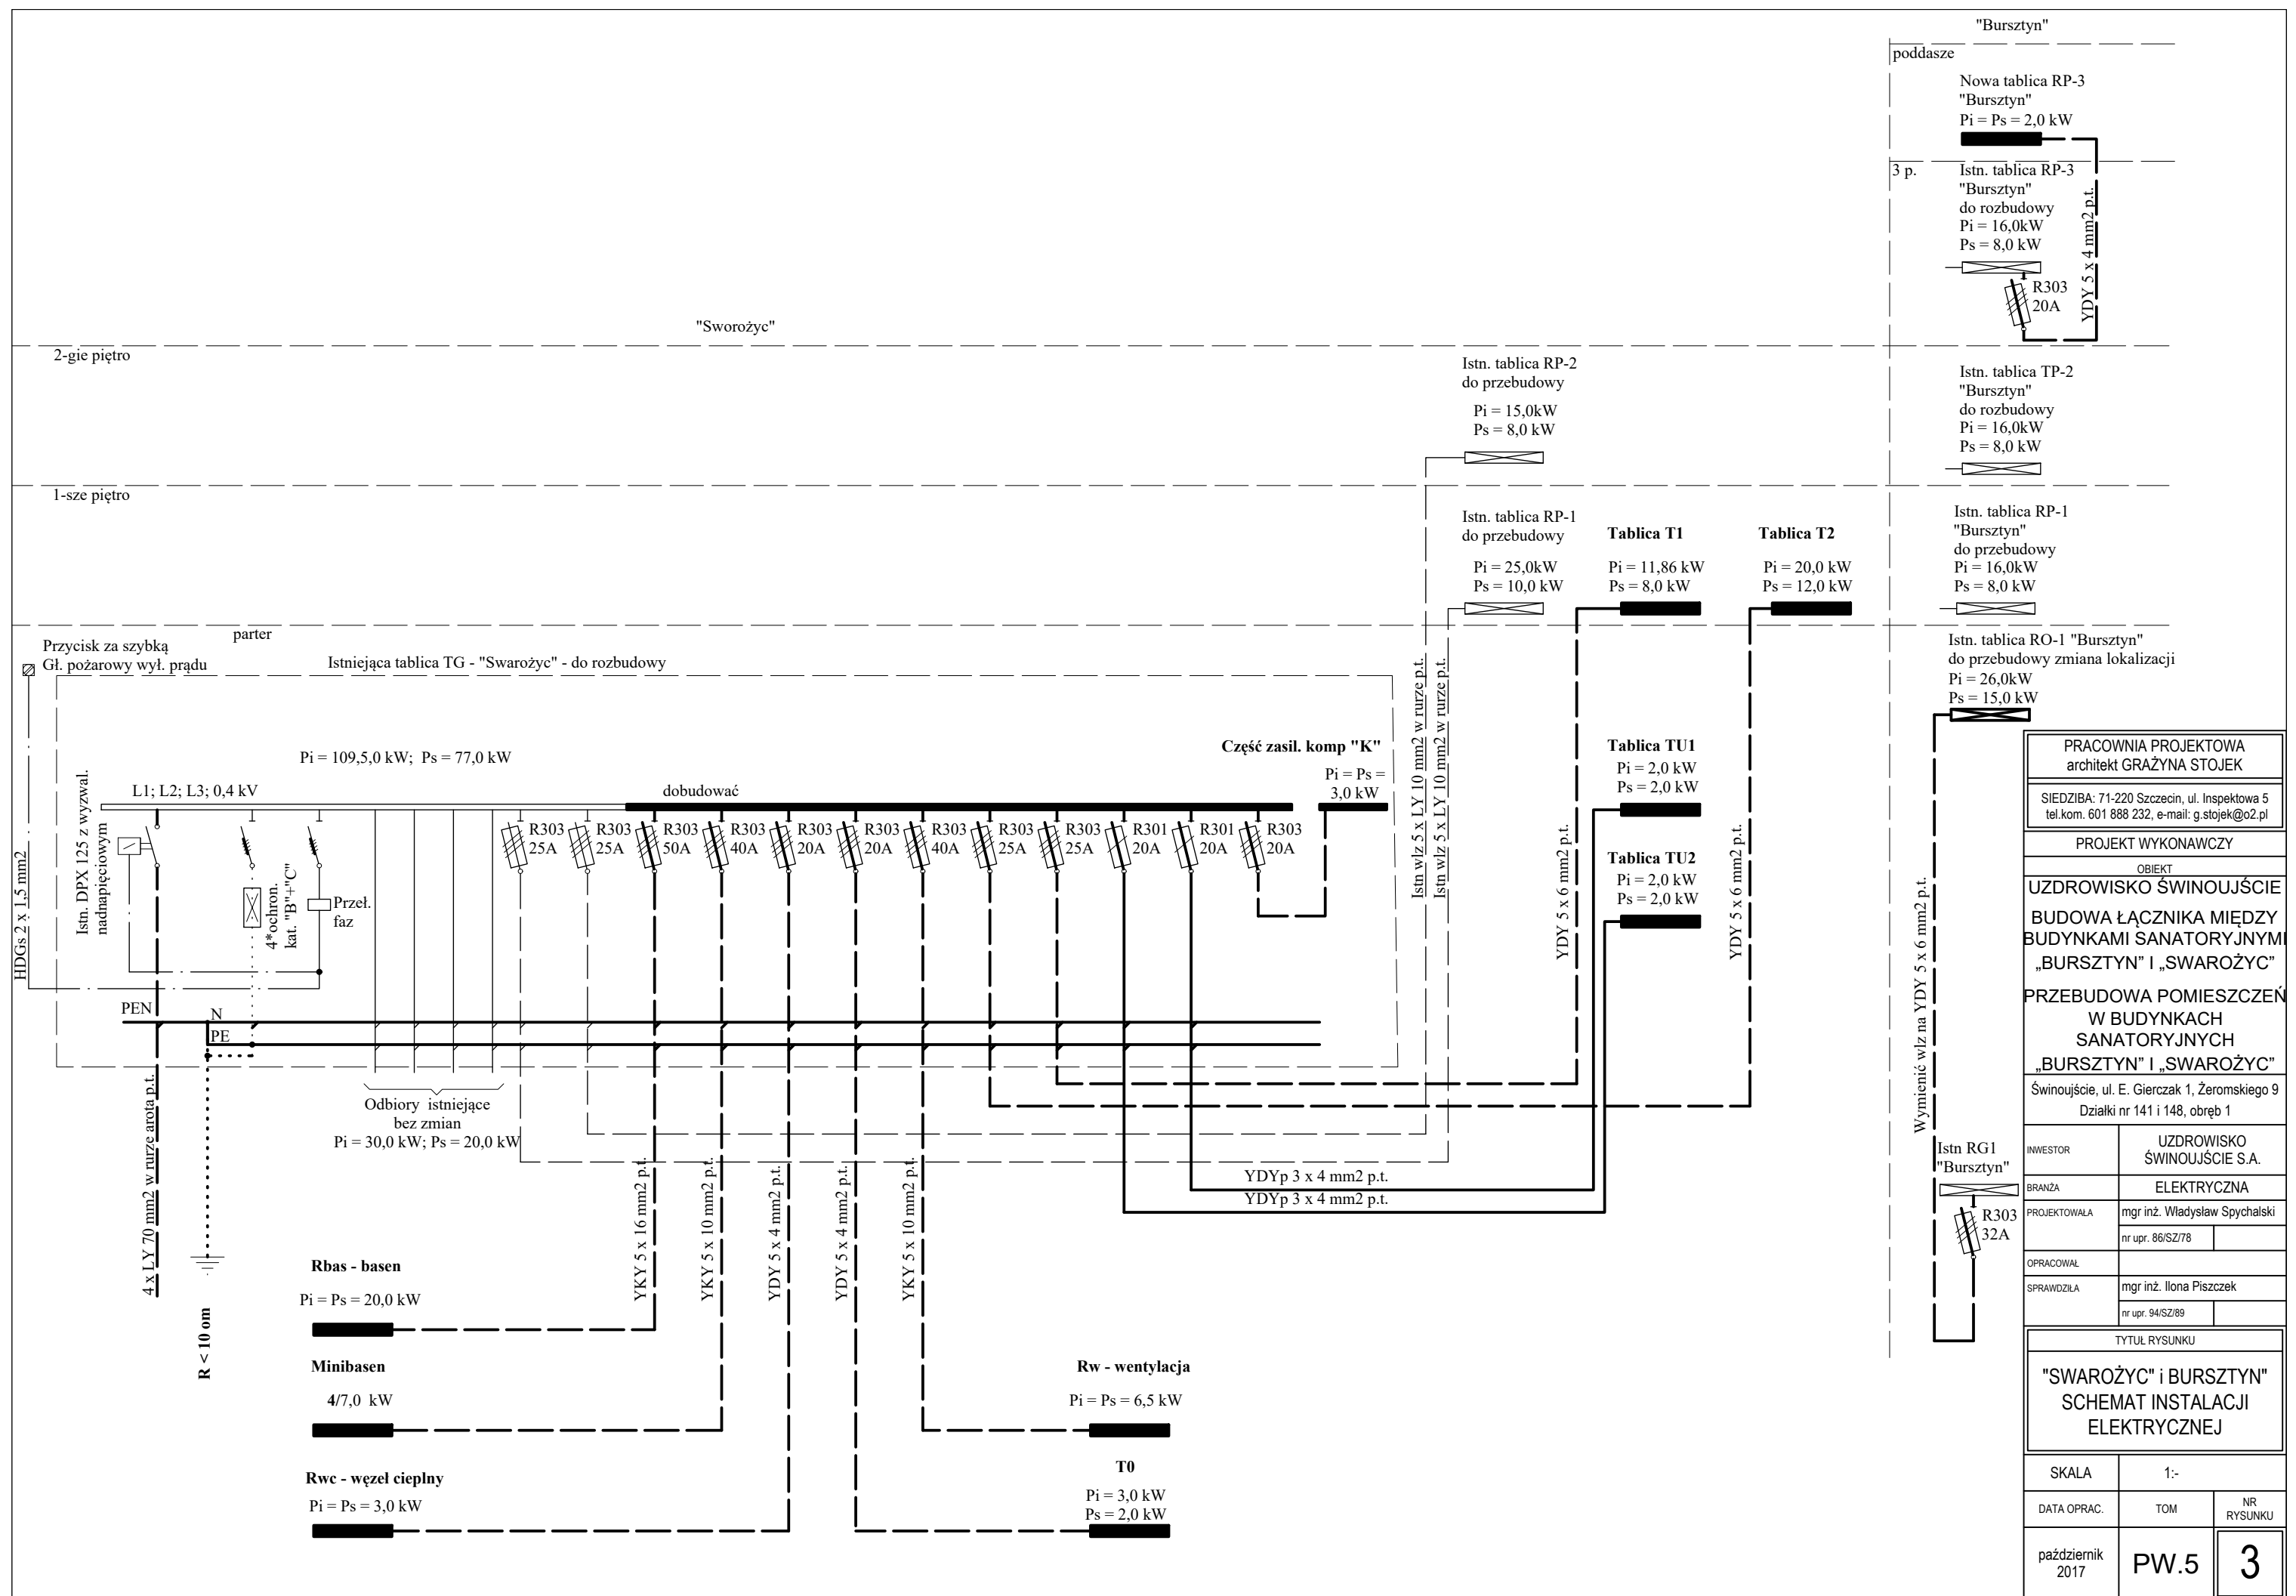 "Bursztyn"
poddasze
Nowa tablica RP-3
"Bursztyn"
Pi = Ps = 2,0 kW
3 p.
Istn. tablica RP-3
"Bursztyn"
do rozbudowy
Pi = 16,0kW
Ps = 8,0 kW
R303
20A
YDY 5 x 4 mm2 p.t.
"Sworożyc"
2-gie piętro
Istn. tablica RP-2
do przebudowy
Pi = 15,0kW
Ps = 8,0 kW
Istn. tablica TP-2
"Bursztyn"
do rozbudowy
Pi = 16,0kW
Ps = 8,0 kW
1-sze piętro
Istn. tablica RP-1
do przebudowy
Pi = 25,0kW
Ps = 10,0 kW
Tablica T1
Pi = 11,86 kW
Ps = 8,0 kW
Tablica T2
Pi = 20,0 kW
Ps = 12,0 kW
Istn. tablica RP-1
"Bursztyn"
do przebudowy
Pi = 16,0kW
Ps = 8,0 kW
parter
Przycisk za szybką
Gł. pożarowy wył. prądu
Istniejąca tablica TG - "Swarożyc" - do rozbudowy
Istn. tablica RO-1 "Bursztyn"
do przebudowy zmiana lokalizacji
Pi = 26,0kW
Ps = 15,0 kW
Pi = 109,5,0 kW; Ps = 77,0 kW
L1; L2; L3; 0,4 kV
dobudować
Część zasil. komp "K"
Pi = Ps =
3,0 kW
HDGs 2 x 1,5 mm2
Istn. DPX 125 z wyzwal.
nadnapięciowym
4*ochron.
kat. "B"+"C"
Przeł.
faz
R303
25A
R303
25A
R303
50A
R303
40A
R303
20A
R303
20A
R303
40A
R303
25A
R303
25A
R301
20A
R301
20A
R303
20A
Istn wlz 5 x LY 10 mm2 w rurze p.t.
Istn wlz 5 x LY 10 mm2 w rurze p.t.
YDY 5 x 6 mm2 p.t.
YDY 5 x 6 mm2 p.t.
Tablica TU1
Pi = 2,0 kW
Ps = 2,0 kW
Tablica TU2
Pi = 2,0 kW
Ps = 2,0 kW
Wymienić wlz na YDY 5 x 6 mm2 p.t.
PEN
N
PE
Odbiory istniejące
bez zmian
Pi = 30,0 kW; Ps = 20,0 kW
4 x LY 70 mm2 w rurze arota p.t.
R < 10 om
YKY 5 x 16 mm2 p.t.
YKY 5 x 10 mm2 p.t.
YDY 5 x 4 mm2 p.t.
YDY 5 x 4 mm2 p.t.
YKY 5 x 10 mm2 p.t.
YDYp 3 x 4 mm2 p.t.
YDYp 3 x 4 mm2 p.t.
Istn RG1
"Bursztyn"
R303
32A
Rbas - basen
Pi = Ps = 20,0 kW
Minibasen
4/7,0 kW
Rwc - węzeł cieplny
Pi = Ps = 3,0 kW
Rw - wentylacja
Pi = Ps = 6,5 kW
T0
Pi = 3,0 kW
Ps = 2,0 kW
PRACOWNIA PROJEKTOWA
architekt GRAŻYNA STOJEK
SIEDZIBA: 71-220 Szczecin, ul. Inspektowa 5
tel.kom. 601 888 232, e-mail: g.stojek@o2.pl
PROJEKT WYKONAWCZY
OBIEKT
UZDROWISKO ŚWINOUJŚCIE
BUDOWA ŁĄCZNIKA MIĘDZY
BUDYNKAMI SANATORYJNYMI
„BURSZTYN” I „SWAROŻYC”
PRZEBUDOWA POMIESZCZEŃ
W BUDYNKACH
SANATORYJNYCH
„BURSZTYN” I „SWAROŻYC”
Świnoujście, ul. E. Gierczak 1, Żeromskiego 9
Działki nr 141 i 148, obręb 1
INWESTOR
UZDROWISKO
ŚWINOUJŚCIE S.A.
BRANŻA
ELEKTRYCZNA
PROJEKTOWAŁA
mgr inż. Władysław Spychalski
nr upr. 86/SZ/78
OPRACOWAŁ
SPRAWDZIŁA
mgr inż. Ilona Piszczek
nr upr. 94/SZ/89
TYTUŁ RYSUNKU
"SWAROŻYC" i BURSZTYN"
SCHEMAT INSTALACJI
ELEKTRYCZNEJ
SKALA
1:-
DATA OPRAC.
TOM
NR
RYSUNKU
październik
2017
PW.5
3